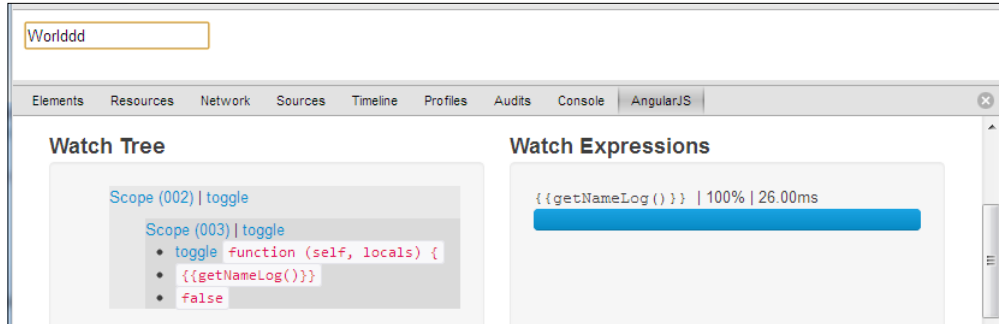 Worlddd
Elements Resources Network Sources Timeline Profiles Audits Console AngularJS
Watch Tree
Scope (002) | toggle
Scope (003) | toggle
toggle function (self, locals) {
{{getNameLog()}}
false
Watch Expressions
{{getNameLog()}} | 100% | 26.00ms